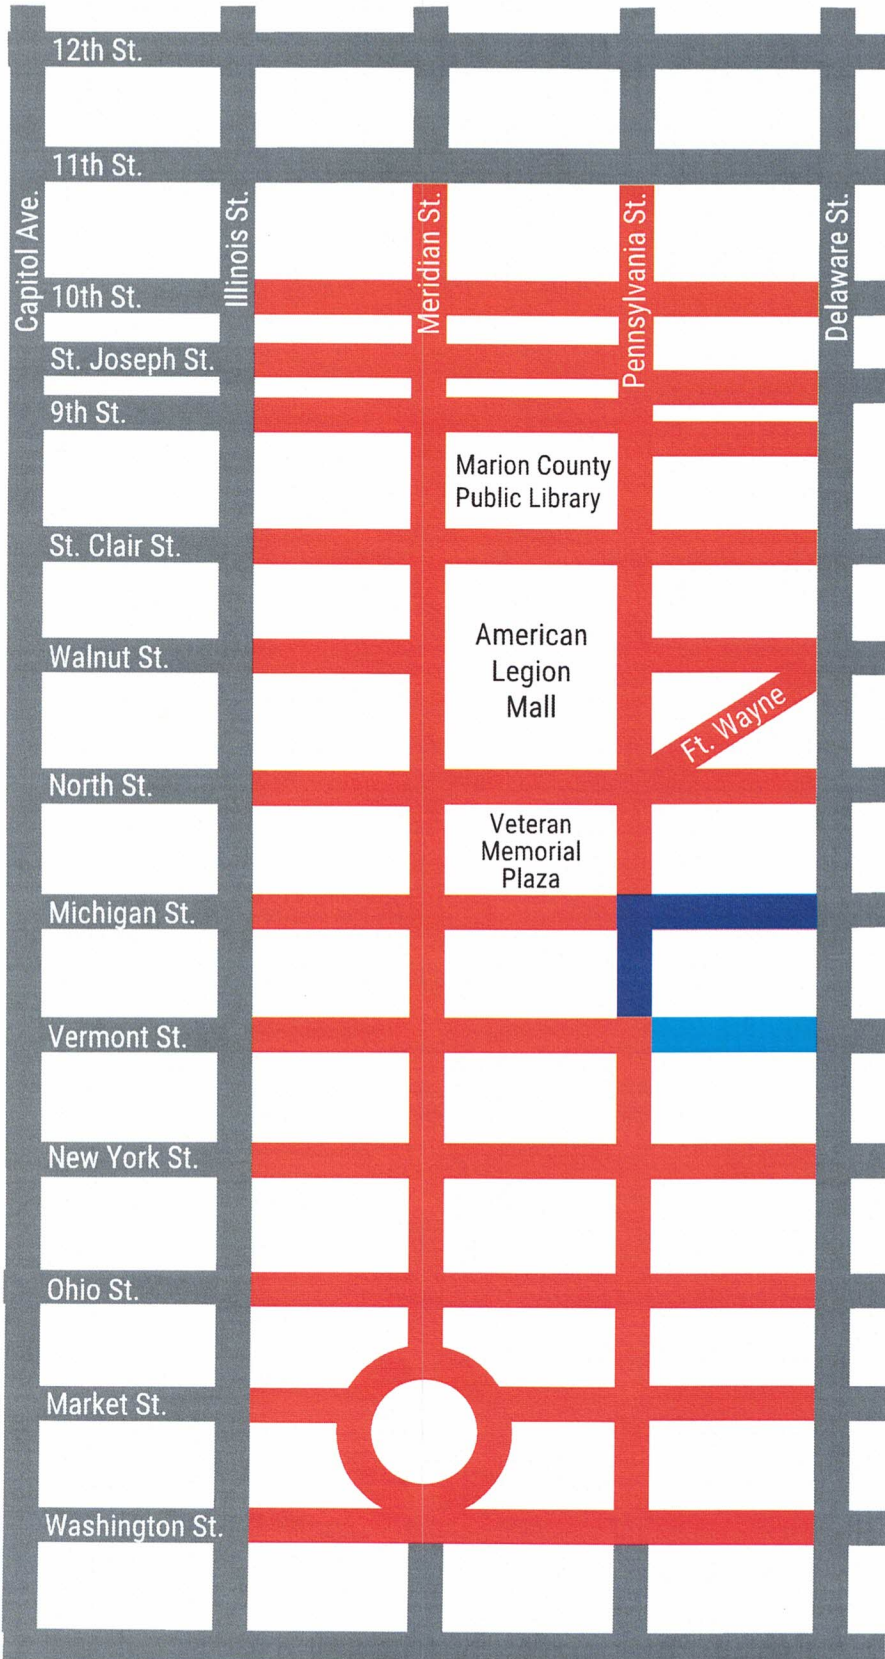 12th St.
11th St.
Capitol Ave.
Illinois St.
Meridian St.
Pennsylvania St.
Delaware St.
10th St.
St. Joseph St.
9th St.
Marion County
Public Library
St. Clair St.
American
Legion
Mall
Walnut St.
Ft. Wayne
North St.
Veteran
Memorial
Plaza
Michigan St.
Vermont St.
New York St.
Ohio St.
Market St.
Washington St.